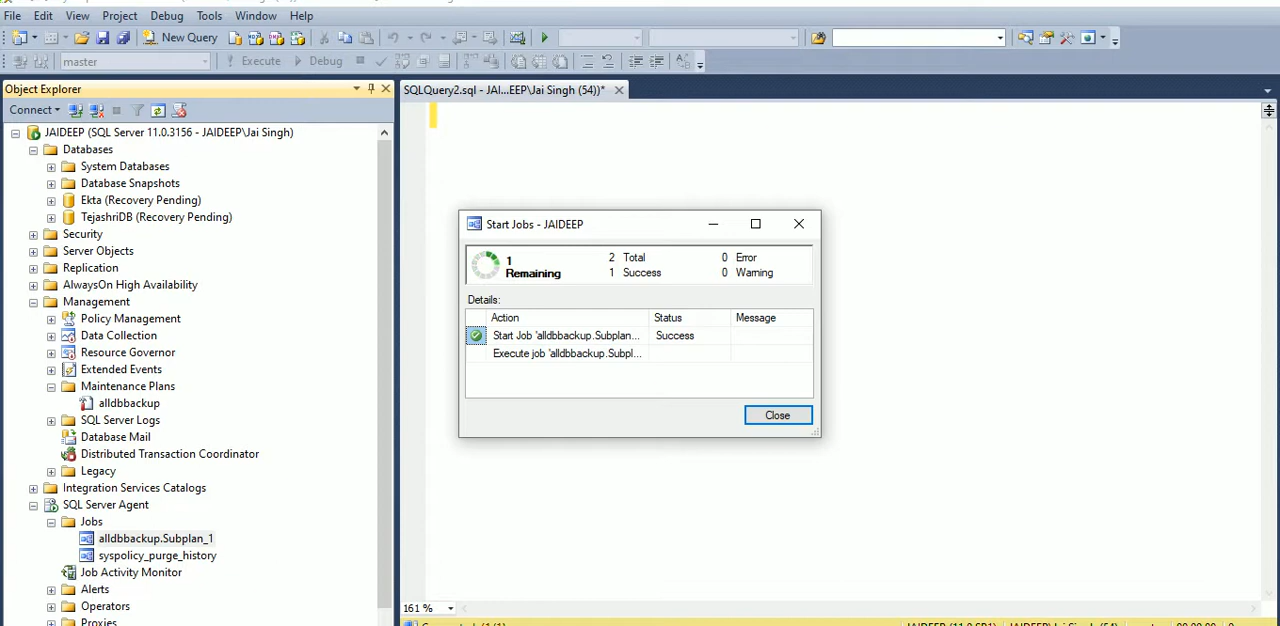 File Edit View Project Debug Tools Window Help
New Query
master Execute Debug
Object Explorer
SQLQuery2.sql - JAI...EEP\Jai Singh (54))*
Connect
JAIDEEP (SQL Server 11.0.3156 - JAIDEEP\Jai Singh)
Databases
System Databases
Database Snapshots
Ekta (Recovery Pending)
TejashriDB (Recovery Pending)
Security
Server Objects
Replication
AlwaysOn High Availability
Management
Policy Management
Data Collection
Resource Governor
Extended Events
Maintenance Plans
alldbbackup
SQL Server Logs
Database Mail
Distributed Transaction Coordinator
Legacy
Integration Services Catalogs
SQL Server Agent
Jobs
alldbbackup.Subplan_1
syspolicy_purge_history
Job Activity Monitor
Alerts
Operators
Proxies
Start Jobs - JAIDEEP
1 Remaining
2 Total 0 Error
1 Success 0 Warning
Details:
Action Status Message
Start Job 'alldbbackup.Subplan... Success
Execute job 'alldbbackup.Subpl...
Close
161 %